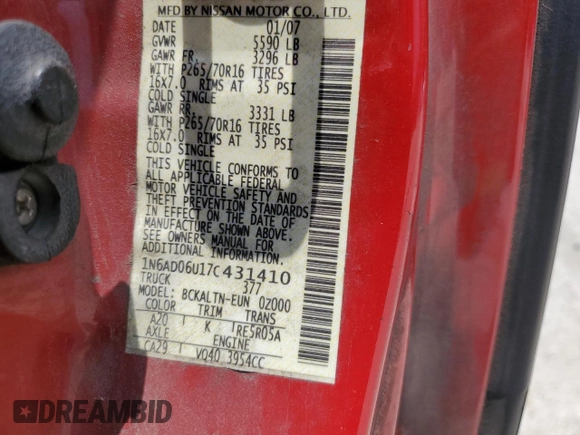 MFD BY NISSAN MOTOR CO., LTD.
DATE 01/07
GVWR 5590 LB
GAWR FR. 3296 LB
WITH P265/70R16 TIRES
16X7.0 RIMS AT 35 PSI
COLD SINGLE
GAWR RR. 3331 LB
WITH P265/70R16 TIRES
16X7.0 RIMS AT 35 PSI
COLD SINGLE
THIS VEHICLE CONFORMS TO
ALL APPLICABLE FEDERAL
MOTOR VEHICLE SAFETY AND
THEFT PREVENTION STANDARDS
IN EFFECT ON THE DATE OF
MANUFACTURE SHOWN ABOVE.
SEE OWNERS MANUAL FOR
ADDITIONAL INFORMATION.
1N6AD06U17C431410
TRUCK 377
MODEL: BCKALTN-EUN 0Z000
COLOR TRIM TRANS
A20 K RE5R05A
AXLE ENGINE
CA29 VQ40 3954CC
DREAMBID